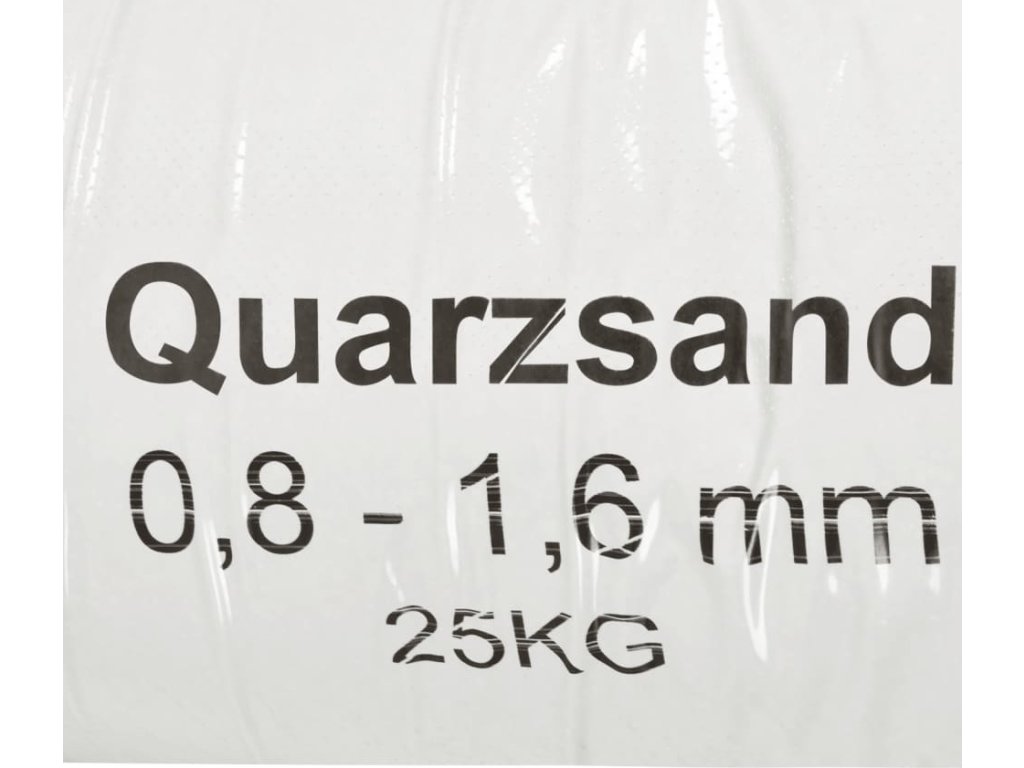 Quarzsand
0,8 - 1,6 mm
25KG